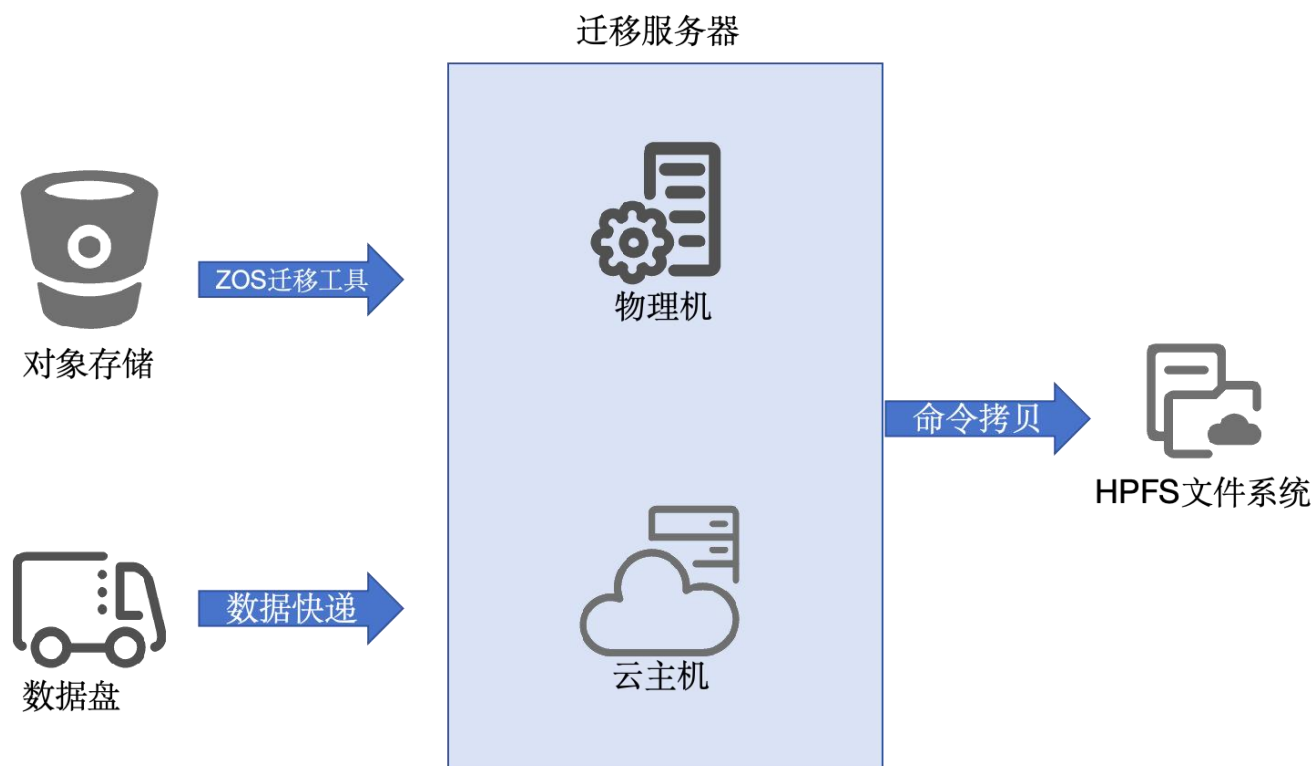 迁移服务器
ZOS迁移工具
物理机
对象存储
命令拷贝
HPFS文件系统
数据快递
云主机
数据盘